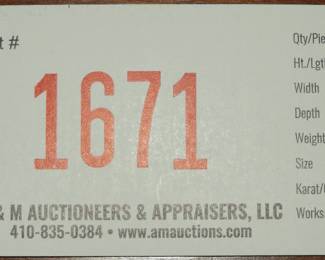 t #
1671
& M AUCTIONEERS & APPRAISERS, LLC
410-835-0384 • www.amauctions.com
Qty/Pie
Ht./Lgt
Width
Depth
Weight
Size
Karat/
Works